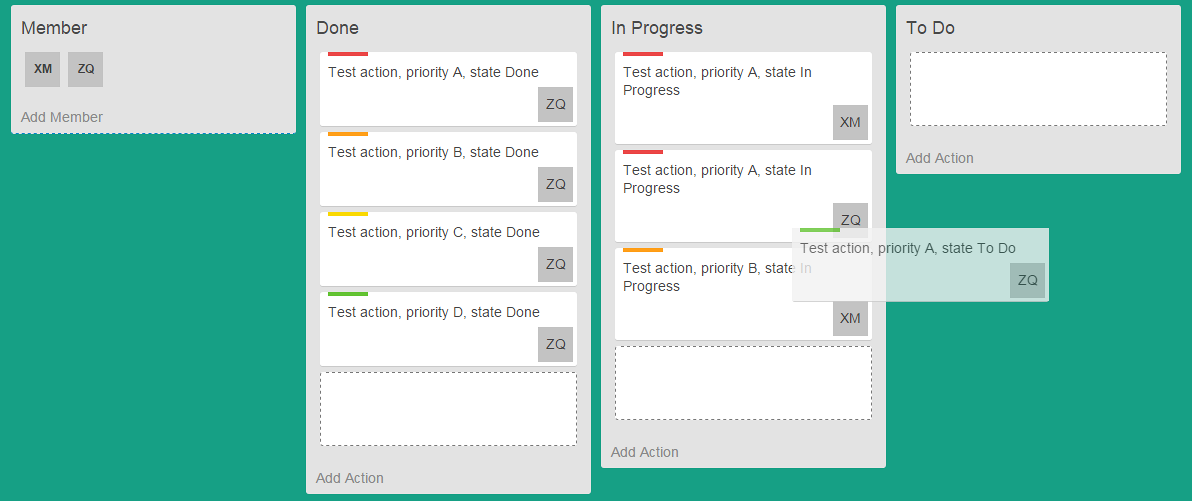 Member
XM
ZQ
Add Member
Done
Test action, priority A, state Done
ZQ
Test action, priority B, state Done
ZQ
Test action, priority C, state Done
ZQ
Test action, priority D, state Done
ZQ
Add Action
In Progress
Test action, priority A, state In
Progress
XM
Test action, priority A, state In
Progress
ZQ
Test action, priority B, state In
Progress
XM
Add Action
Test action, priority A, state To Do
ZQ
To Do
Add Action